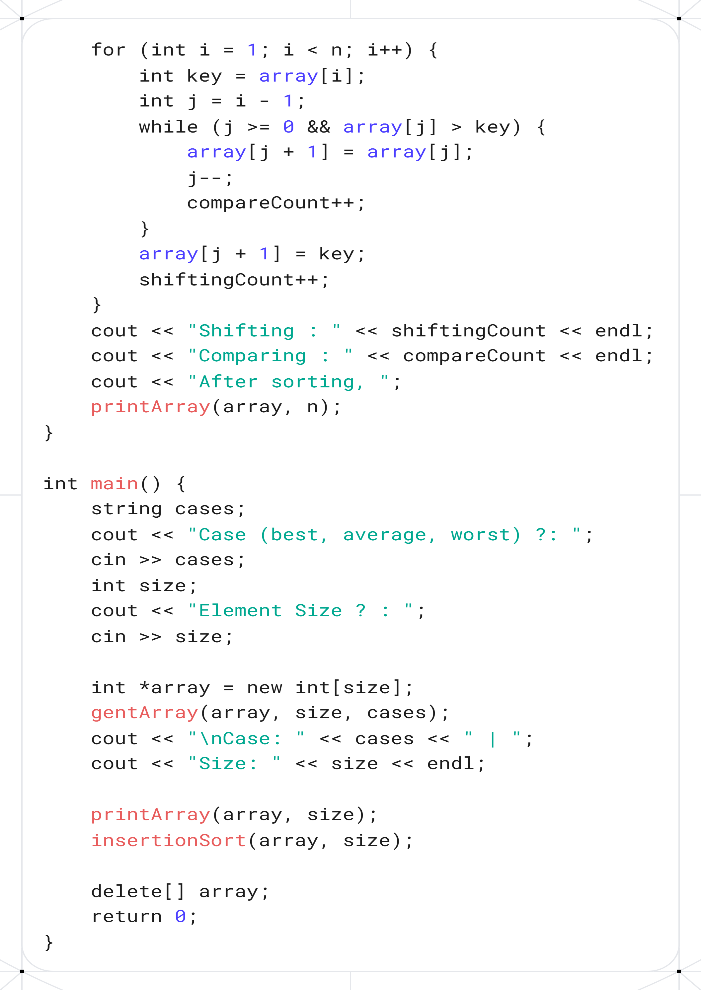 for (int i = 1; i < n; i++) {
int key = array[i];
int j = i - 1;
while (j >= 0 && array[j] > key) {
array[j + 1] = array[j];
j--;
compareCount++;
}
array[j + 1] = key;
shiftingCount++;
}
cout << "Shifting : " << shiftingCount << endl;
cout << "Comparing : " << compareCount << endl;
cout << "After sorting, ";
printArray(array, n);
}
int main() {
string cases;
cout << "Case (best, average, worst) ?: ";
cin >> cases;
int size;
cout << "Element Size ? : ";
cin >> size;
int *array = new int[size];
gentArray(array, size, cases);
cout << "\nCase: " << cases << " | ";
cout << "Size: " << size << endl;
printArray(array, size);
insertionSort(array, size);
delete[] array;
return 0;
}